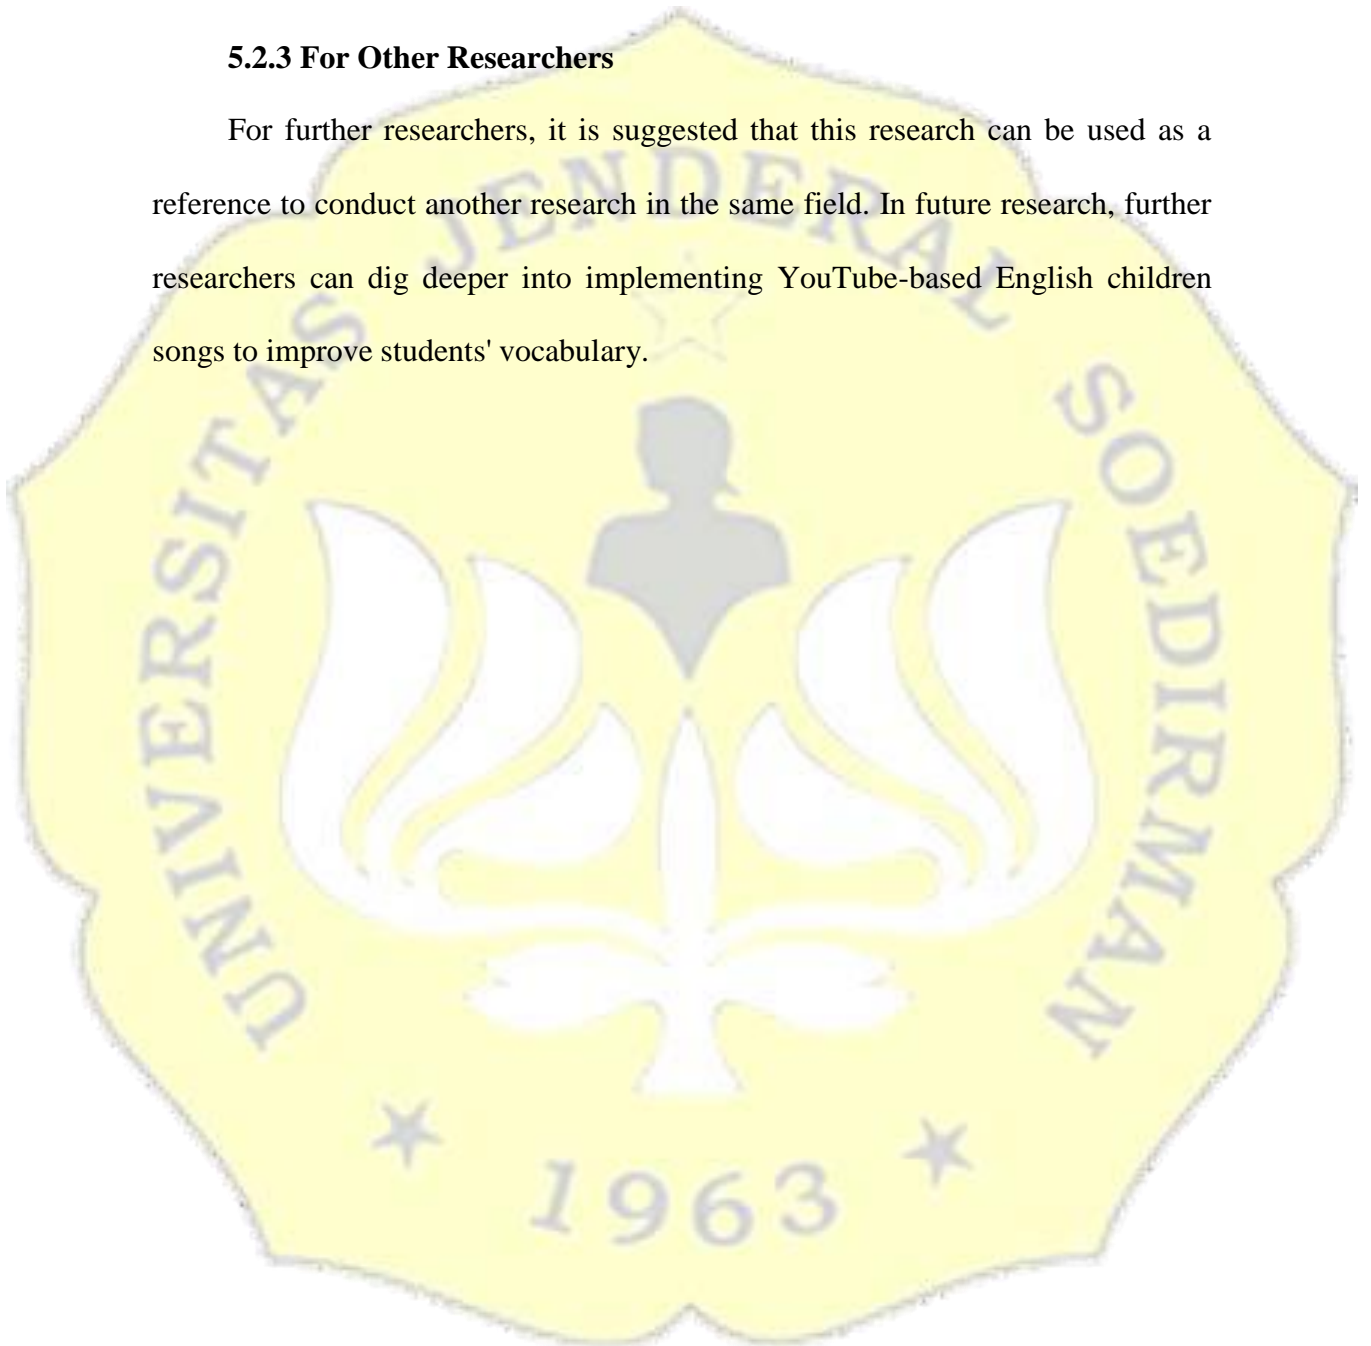 5.2.3 For Other Researchers
For further researchers, it is suggested that this research can be used as a
reference to conduct another research in the same field. In future research, further
researchers can dig deeper into implementing YouTube-based English children
songs to improve students' vocabulary.
UNIVERSITAS JENDERAL SOEDIRMAN
1963